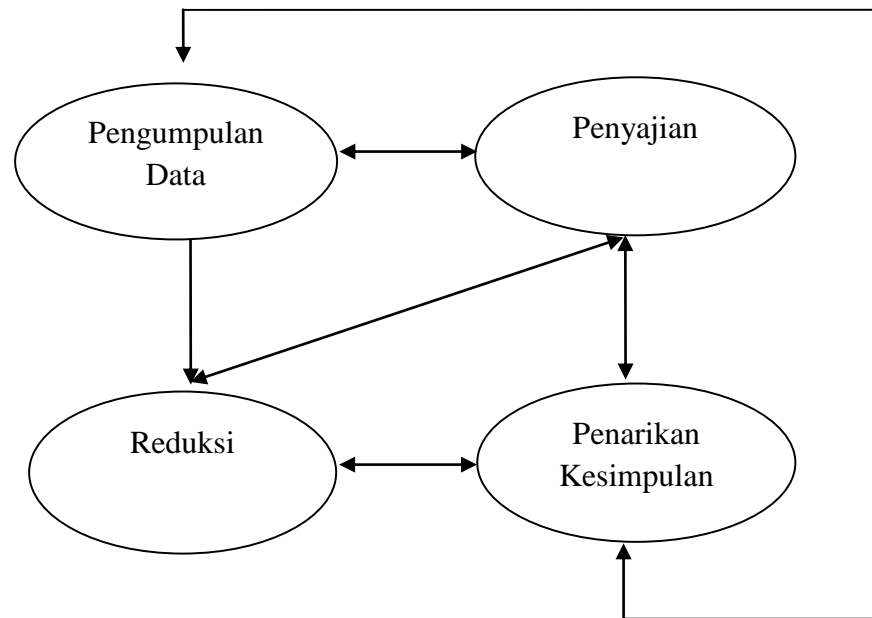 Pengumpulan
Data
Penyajian
Reduksi
Penarikan
Kesimpulan